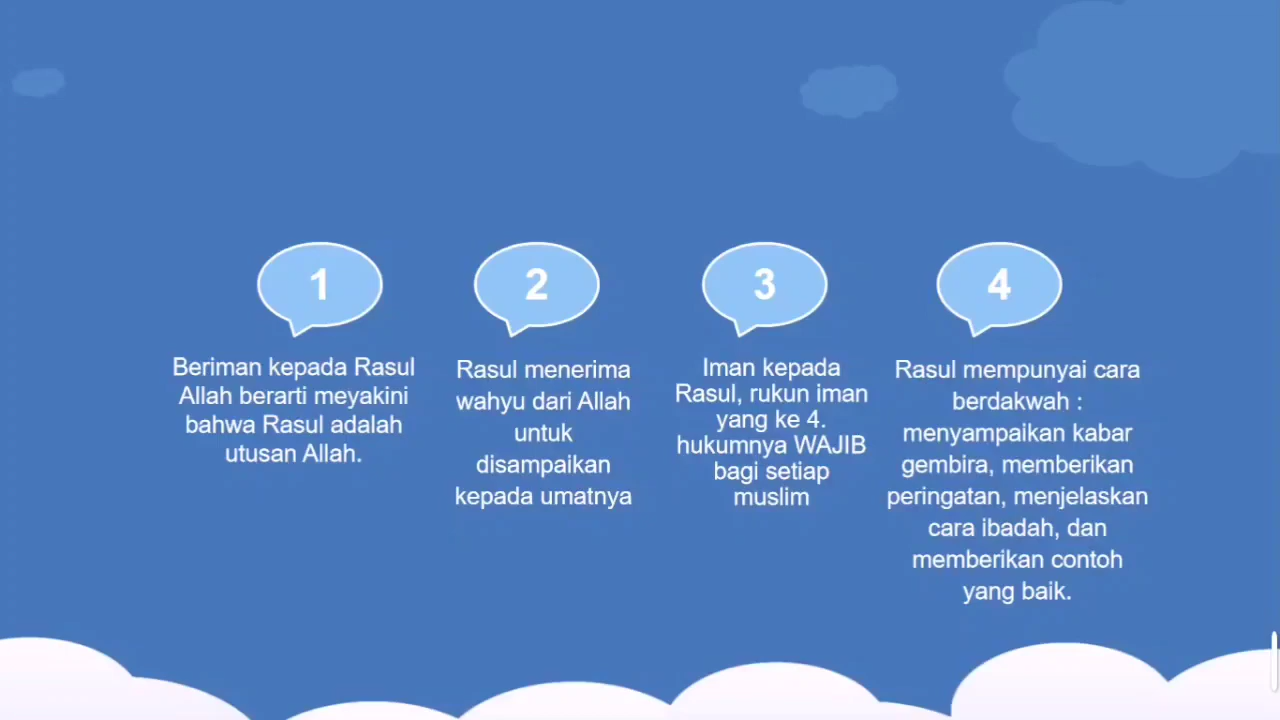 1
Beriman kepada Rasul
Allah berarti meyakini
bahwa Rasul adalah
utusan Allah.
2
Rasul menerima
wahyu dari Allah
untuk
disampaikan
kepada umatnya
3
Iman kepada
Rasul, rukun iman
yang ke 4.
hukumnya WAJIB
bagi setiap
muslim
4
Rasul mempunyai cara
berdakwah :
menyampaikan kabar
gembira, memberikan
peringatan, menjelaskan
cara ibadah, dan
memberikan contoh
yang baik.